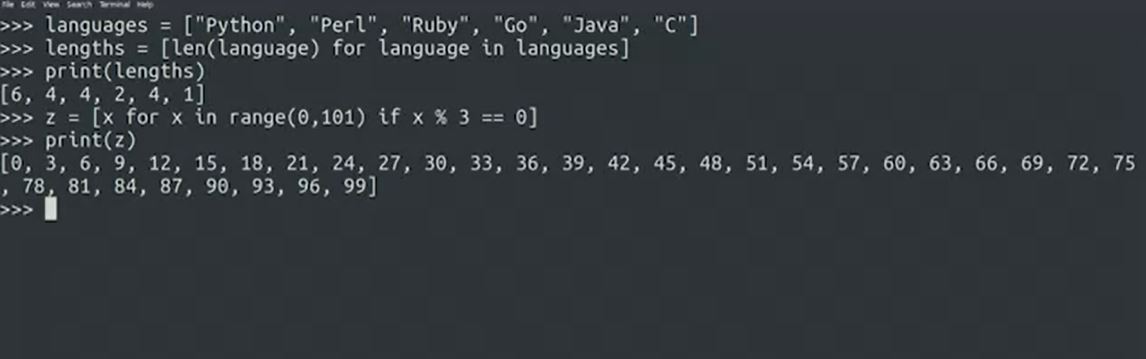 File Edit View Search Terminal Help
>>> languages = ["Python", "Perl", "Ruby", "Go", "Java", "C"]
>>> lengths = [len(language) for language in languages]
>>> print(lengths)
[6, 4, 4, 2, 4, 1]
>>> z = [x for x in range(0,101) if x % 3 == 0]
>>> print(z)
[0, 3, 6, 9, 12, 15, 18, 21, 24, 27, 30, 33, 36, 39, 42, 45, 48, 51, 54, 57, 60, 63, 66, 69, 72, 75
, 78, 81, 84, 87, 90, 93, 96, 99]
>>>